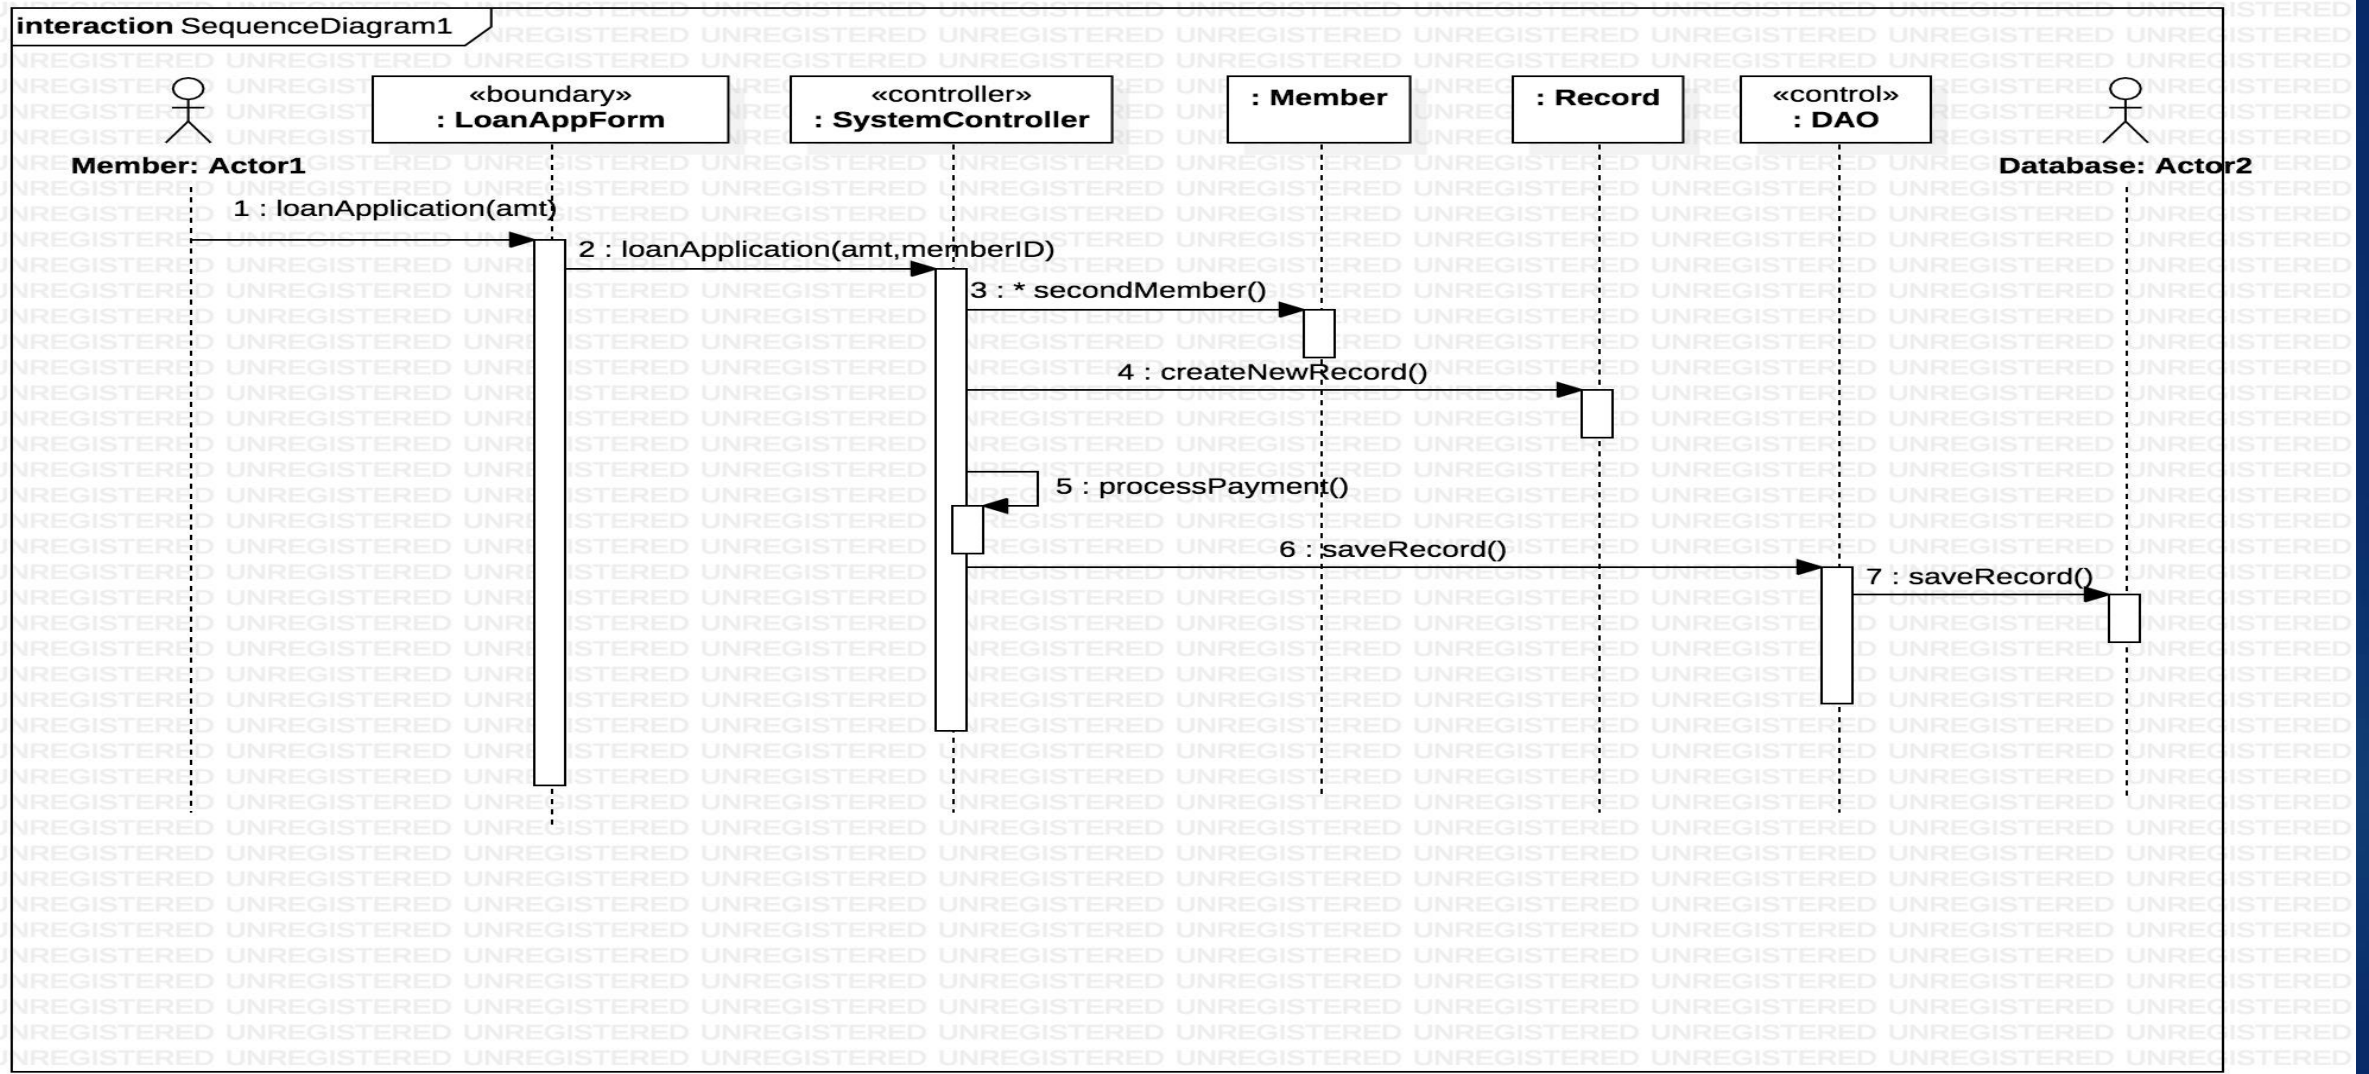 interaction SequenceDiagram1
«boundary»
: LoanAppForm
«controller»
: SystemController
: Member
: Record
«control»
: DAO
Member: Actor1
Database: Actor2
1 : loanApplication(amt)
2 : loanApplication(amt,memberID)
3 : * secondMember()
4 : createNewRecord()
5 : processPayment()
6 : saveRecord()
7 : saveRecord()
UNREGISTERED